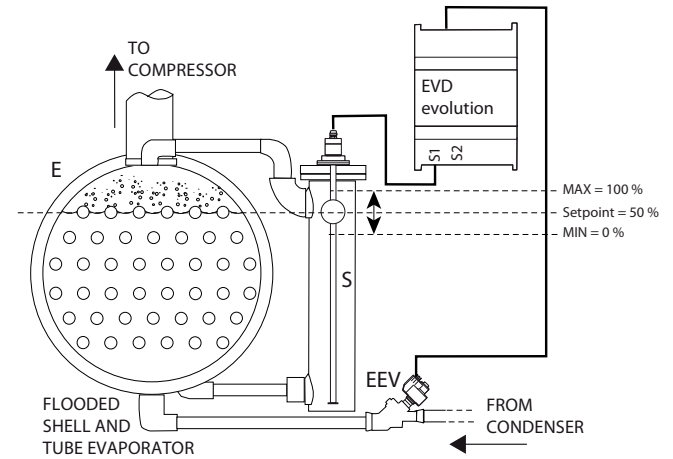 TO
COMPRESSOR
EVD
evolution
S1
S2
E
MAX = 100 %
Setpoint = 50 %
MIN = 0 %
S
EEV
FLOODED
SHELL AND
TUBE EVAPORATOR
FROM
CONDENSER